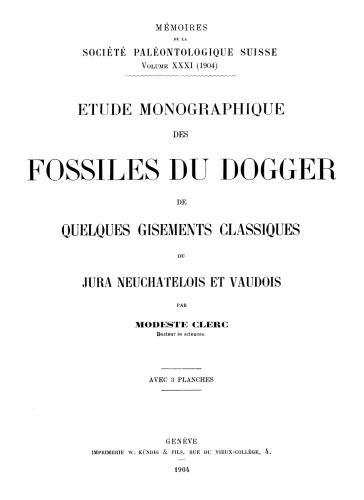 MÉMOIRES
DE LA
SOCIÉTÉ PALÉONTOLOGIQUE SUISSE
VOLUME XXXI (1904)
ETUDE MONOGRAPHIQUE
DES
FOSSILES DU DOGGER
DE
QUELQUES GISEMENTS CLASSIQUES
DU
JURA NEUCHATELOIS ET VAUDOIS
PAR
MODESTE CLERC
Docteur ès sciences.
AVEC 3 PLANCHES
GENÈVE
IMPRIMERIE W. KÜNDIG & FILS, RUE DU VIEUX-COLLÈGE, 4.
1904